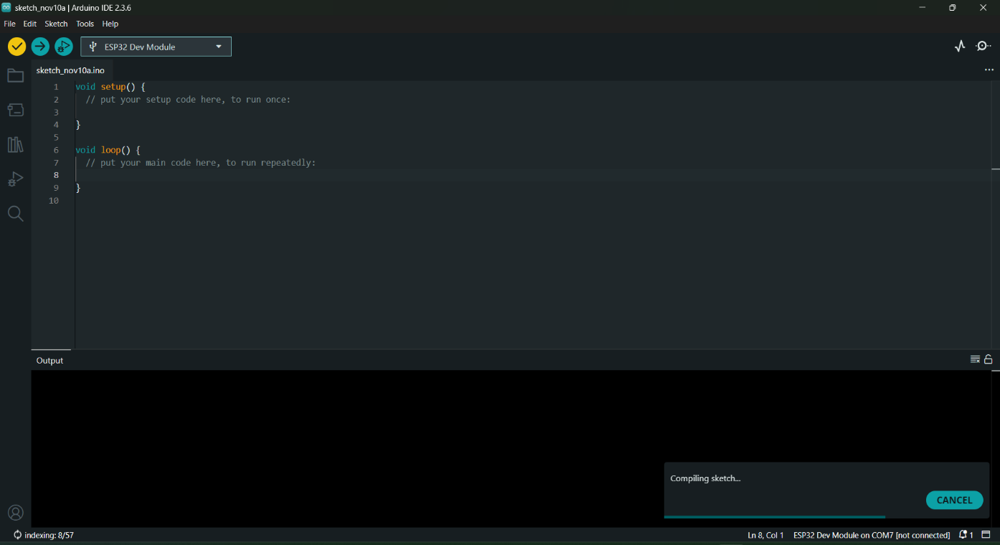 sketch_nov10a | Arduino IDE 2.3.6
File Edit Sketch Tools Help
ESP32 Dev Module
sketch_nov10a.ino
1 void setup() {
2 // put your setup code here, to run once:
3
4 }
5
6 void loop() {
7 // put your main code here, to run repeatedly:
8
9 }
10
Output
Compiling sketch...
CANCEL
indexing: 8/57 Ln 8, Col 1 ESP32 Dev Module on COM7 [not connected] 1